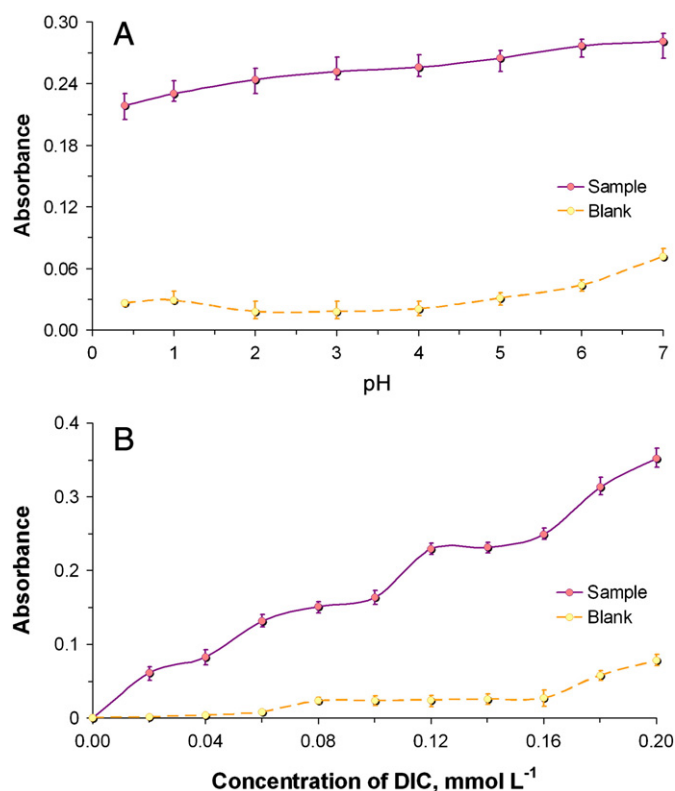 A
0.30
0.24
0.18
0.12
0.06
0.00
Absorbance
Sample
Blank
0 1 2 3 4 5 6 7
pH
B
0.4
0.3
0.2
0.1
0
Absorbance
Sample
Blank
0.00 0.04 0.08 0.12 0.16 0.20
Concentration of DIC, mmol L⁻¹